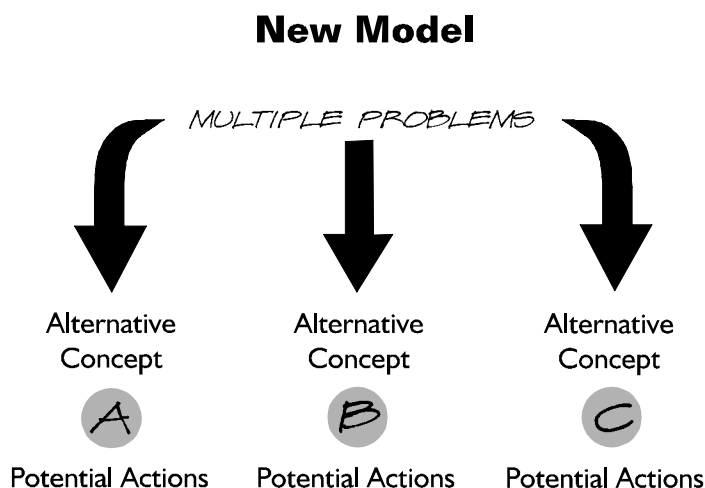 New Model
MULTIPLE PROBLEMS
Alternative
Concept
A
Potential Actions
Alternative
Concept
B
Potential Actions
Alternative
Concept
C
Potential Actions